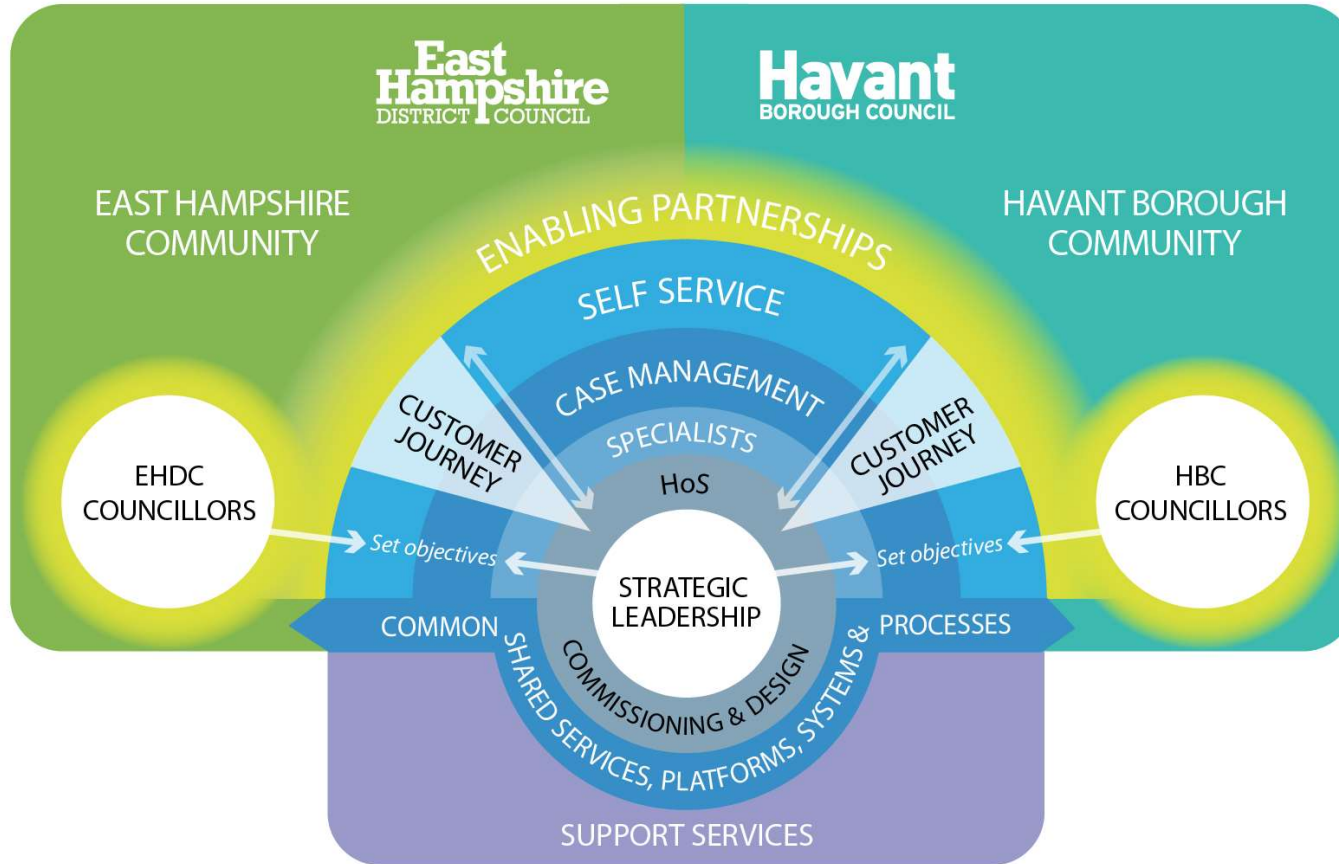 East
Hampshire
DISTRICT COUNCIL
Havant
BOROUGH COUNCIL
EAST HAMPSHIRE
COMMUNITY
HAVANT BOROUGH
COMMUNITY
ENABLING PARTNERSHIPS
SELF SERVICE
CASE MANAGEMENT
SPECIALISTS
HoS
CUSTOMER
JOURNEY
CUSTOMER
JOURNEY
EHDC
COUNCILLORS
HBC
COUNCILLORS
Set objectives
Set objectives
STRATEGIC
LEADERSHIP
COMMISSIONING & DESIGN
COMMON
SHARED SERVICES, PLATFORMS, SYSTEMS &
PROCESSES
SUPPORT SERVICES